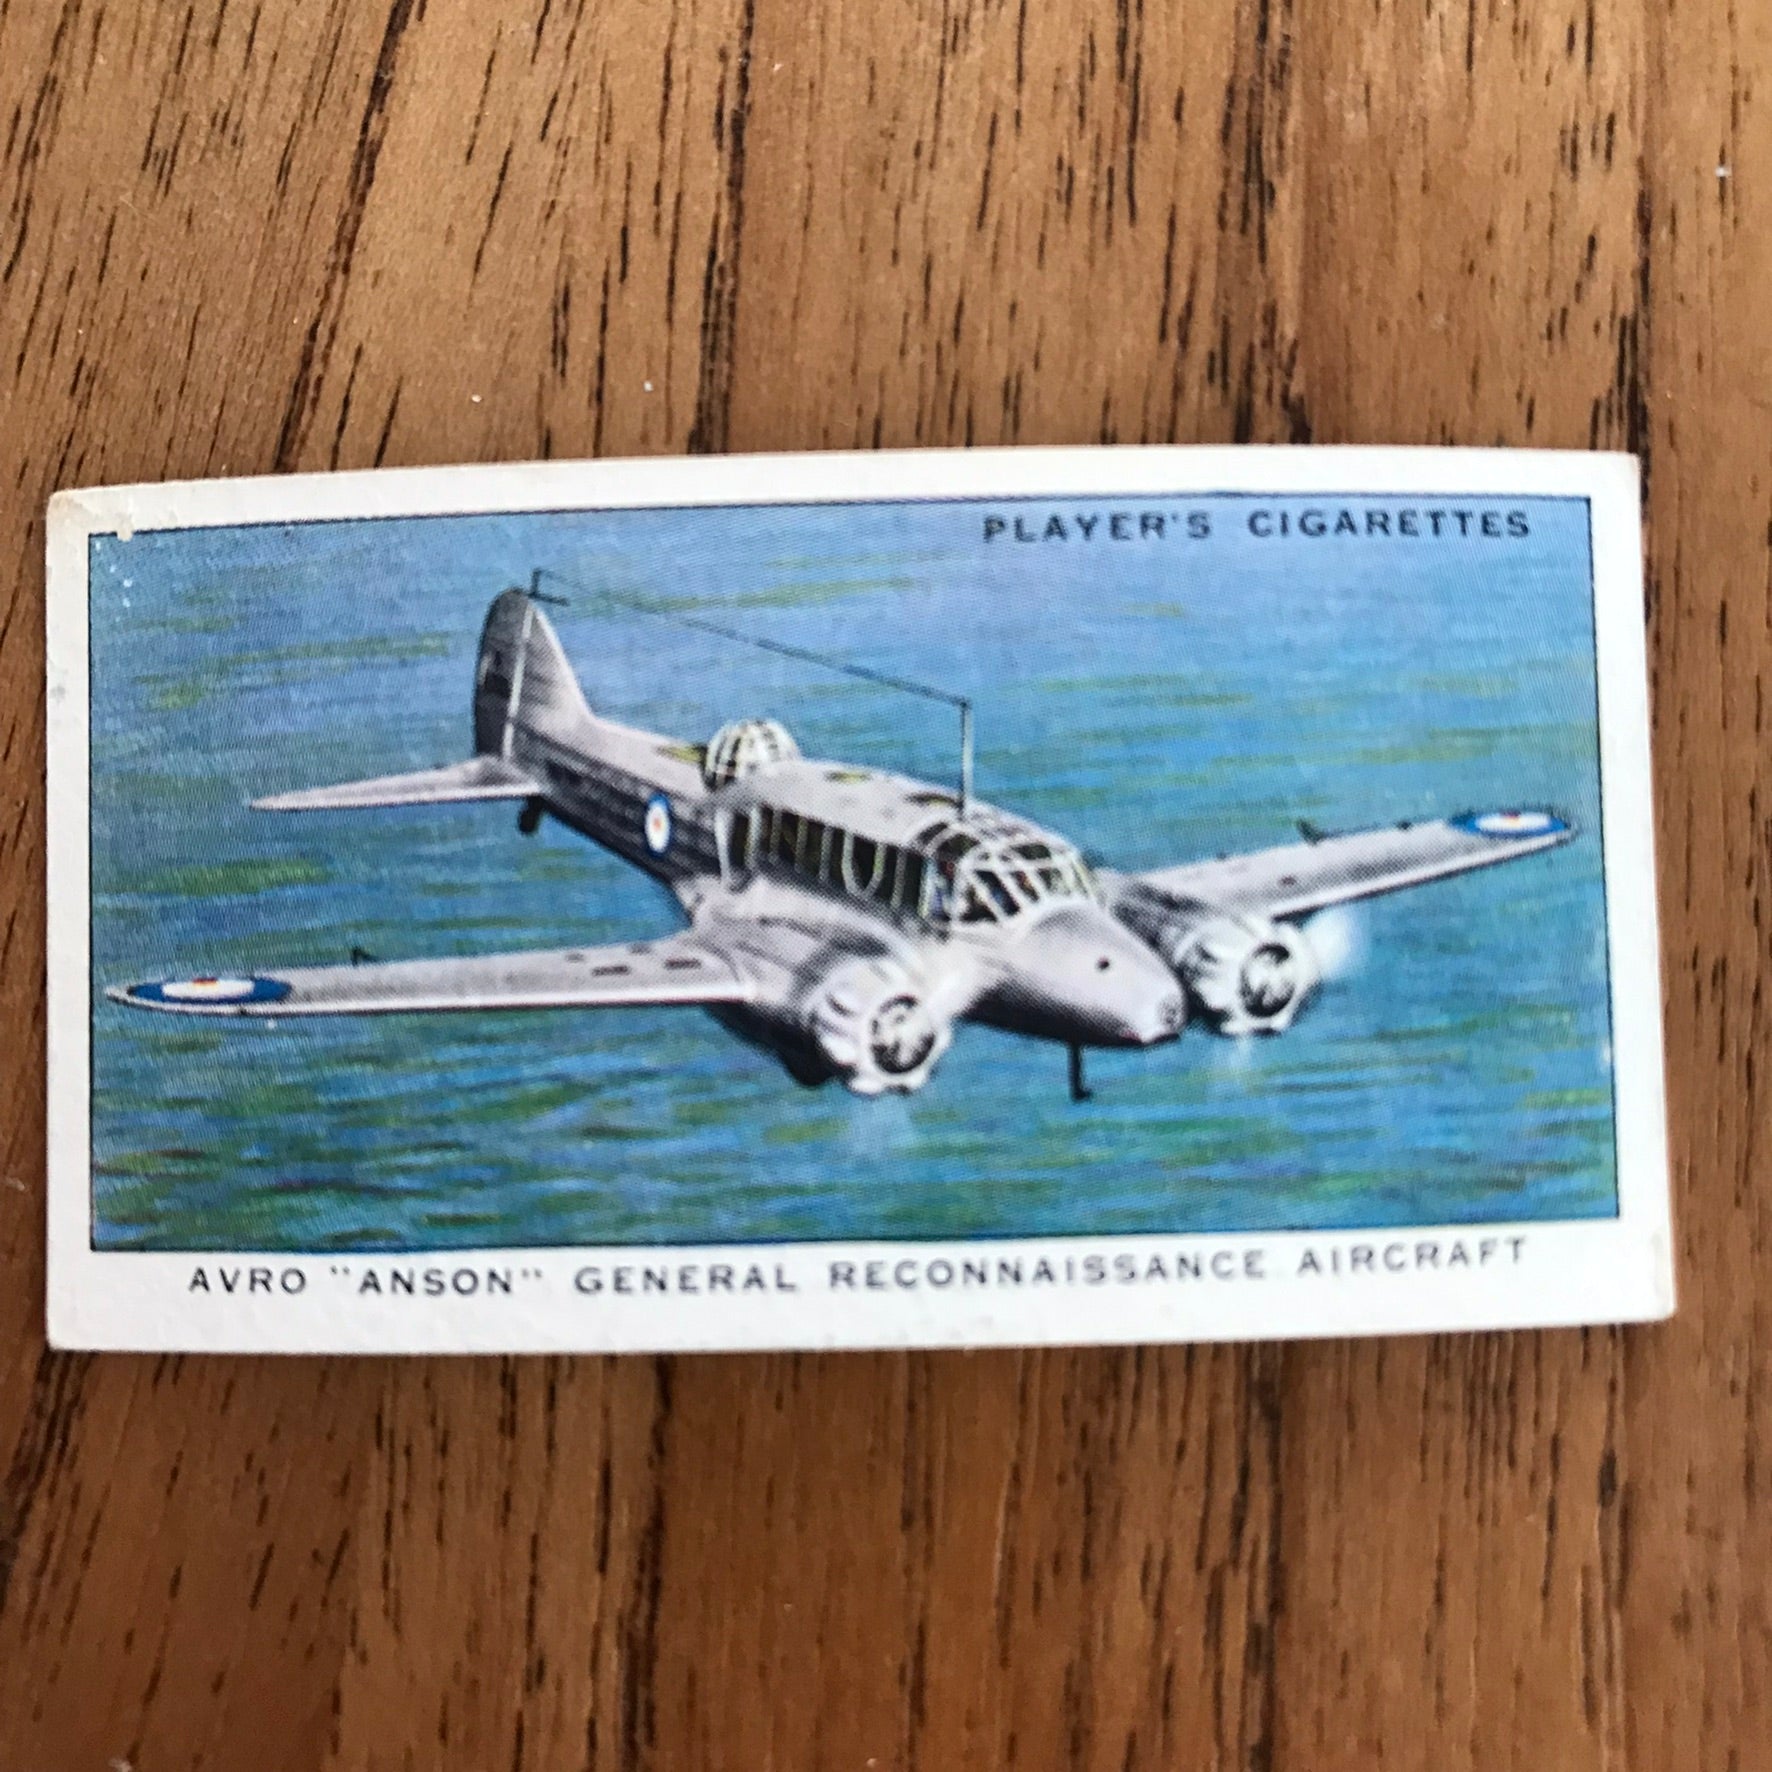 PLAYER'S CIGARETTES
AVRO "ANSON" GENERAL RECONNAISSANCE AIRCRAFT